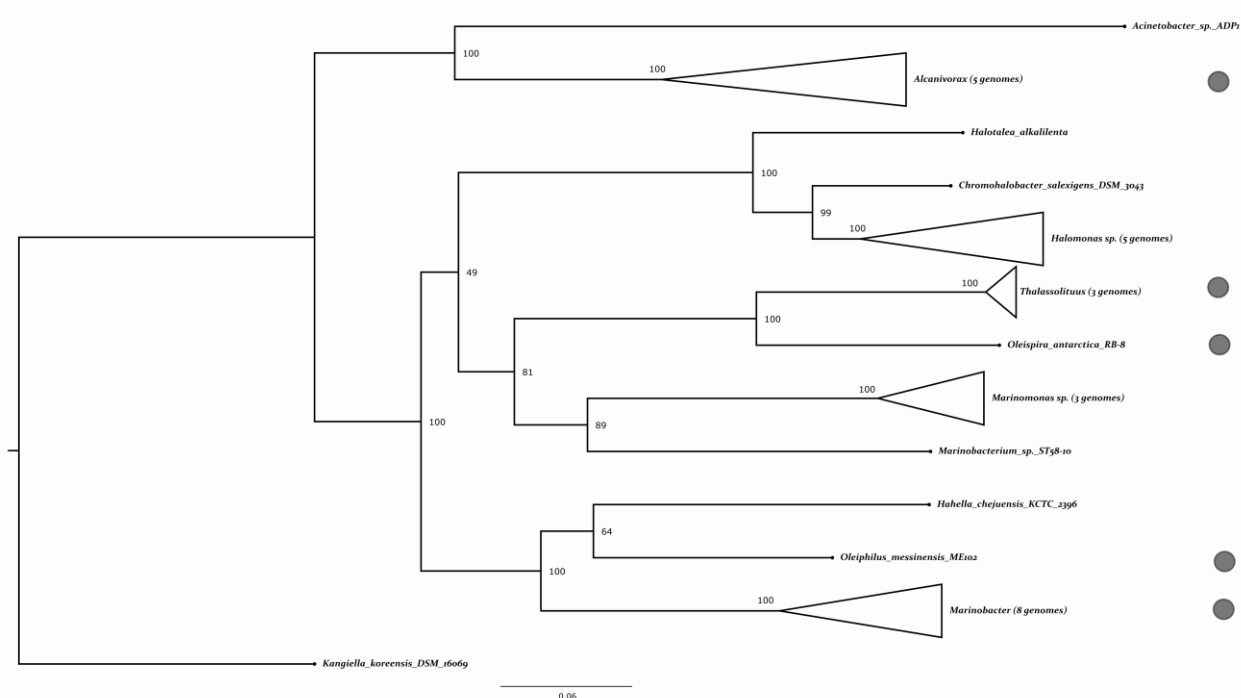 Acinetobacter_sp._ADP1
100
100
Alcanivorax (5 genomes)
Halotalea_alkalilenta
100
Chromohalobacter_salexigens_DSM_3043
99
100
Halomonas sp. (5 genomes)
49
100
Thalassolituus (3 genomes)
100
Oleispira_antarctica_RB-8
81
100
Marinomonas sp. (3 genomes)
100
89
Marinobacterium_sp._ST58-10
Hahella_chejuensis_KCTC_2396
64
Oleiphilus_messinensis_ME102
100
100
Marinobacter (8 genomes)
Kangiella_koreensis_DSM_16069
0.06